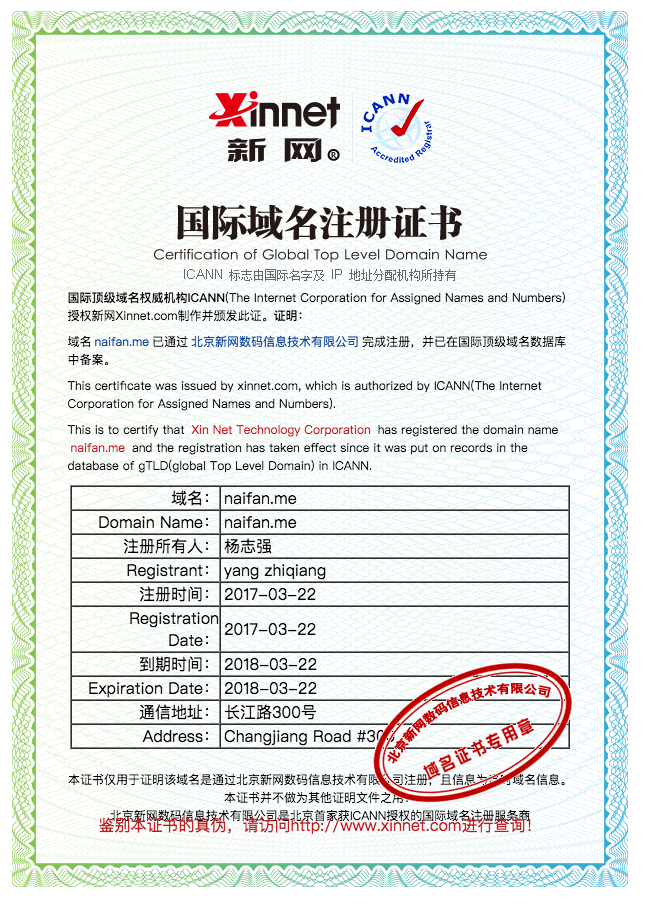 Xinnet
新网®
ICANN
Accredited Registrar
国际域名注册证书
Certification of Global Top Level Domain Name
ICANN 标志由国际名字及 IP 地址分配机构所持有
国际顶级域名权威机构ICANN(The Internet Corporation for Assigned Names and Numbers)
授权新网Xinnet.com制作并颁发此证。证明：
域名 naifan.me 已通过 北京新网数码信息技术有限公司 完成注册，并已在国际顶级域名数据库
中备案。
This certificate was issued by xinnet.com, which is authorized by ICANN(The Internet
Corporation for Assigned Names and Numbers).
This is to certify that Xin Net Technology Corporation has registered the domain name
naifan.me and the registration has taken effect since it was put on records in the
database of gTLD(global Top Level Domain) in ICANN.
域名： naifan.me
Domain Name： naifan.me
注册所有人： 杨志强
Registrant： yang zhiqiang
注册时间： 2017-03-22
Registration
Date： 2017-03-22
到期时间： 2018-03-22
Expiration Date： 2018-03-22
通信地址： 长江路300号
Address： Changjiang Road
北京新网数码信息技术有限公司
域名证书专用章
本证书仅用于证明该域名是通过北京新网数码信息技术有限公司注册，且信息为域名信息。
本证书并不做为其他证明文件之用。
北京新网数码信息技术有限公司是北京首家获ICANN授权的国际域名注册服务商
鉴别本证书的真伪，请访问http://www.xinnet.com进行查询！